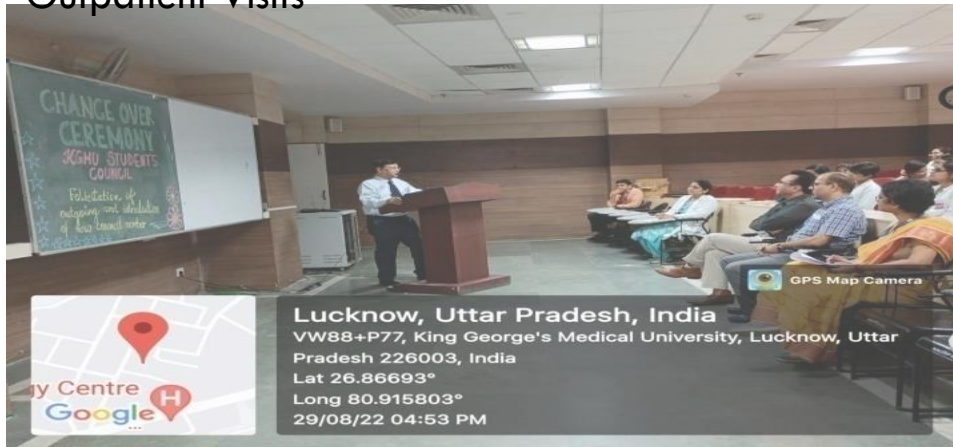 Outpatient Visits
CHANGE OVER
CEREMONY
KGMU STUDENTS
COUNCIL
Felicitation of
outgoing and
of new council
GPS Map Camera
Lucknow, Uttar Pradesh, India
VW88+P77, King George's Medical University, Lucknow, Uttar
Pradesh 226003, India
Lat 26.86693°
Long 80.915803°
29/08/22 04:53 PM
gy Centre
H
Google